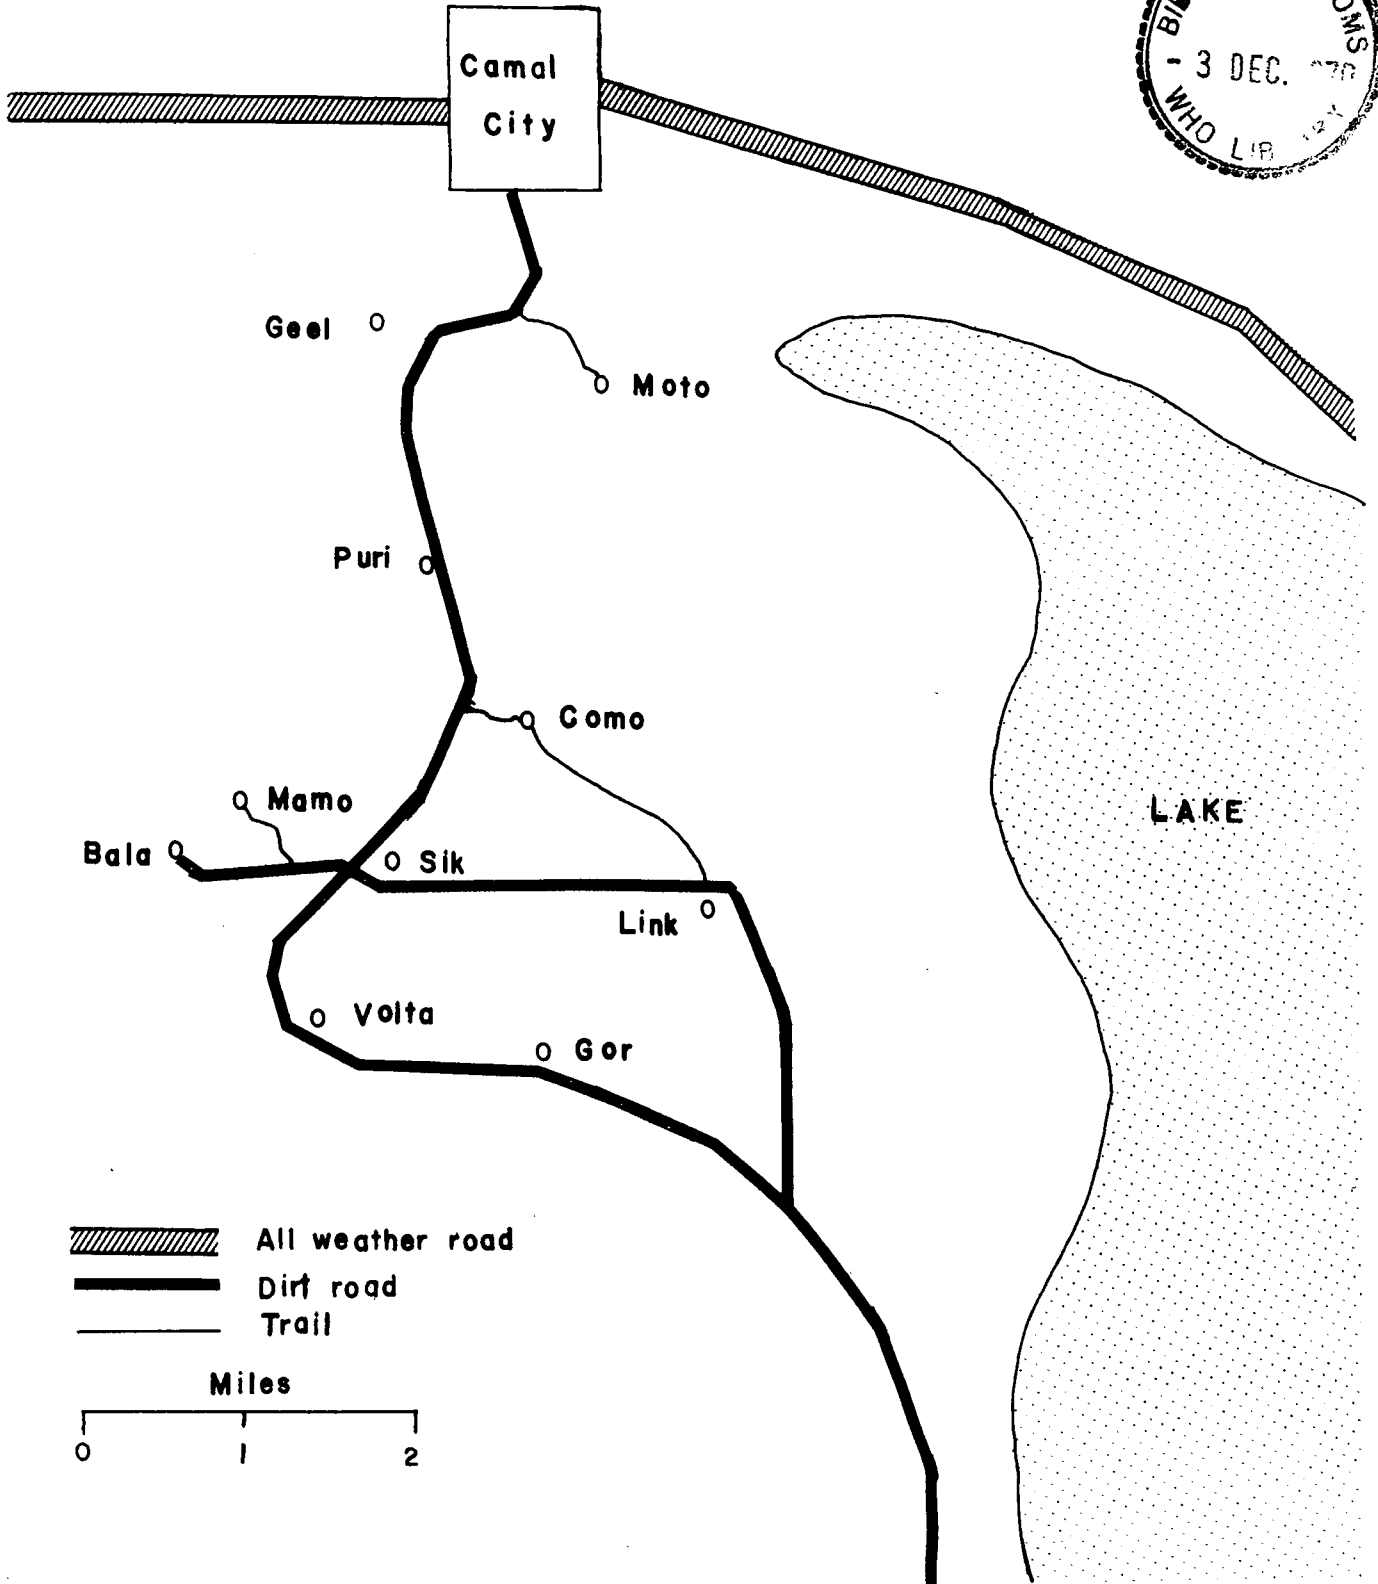 Camal
City
- 3 DEC.
WHO
Geel
Moto
Puri
Como
Mamo
LAKE
Bala
Sik
Link
Volta
Gor
All weather road
Dirt road
Trail
Miles
0 1 2